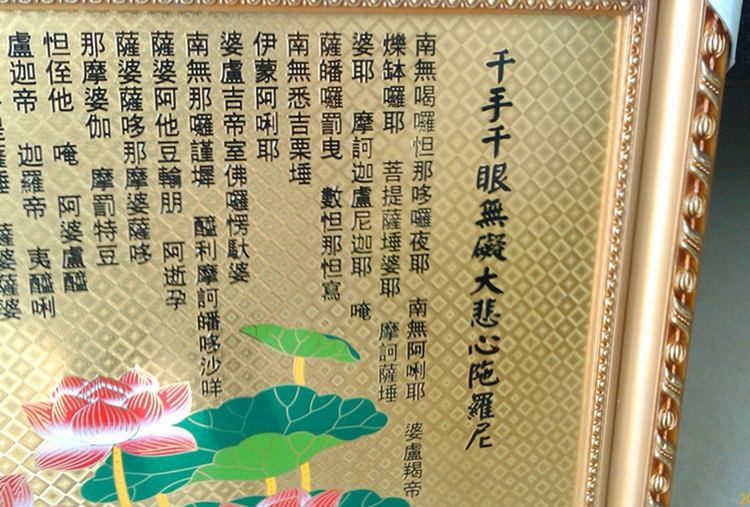 千手千眼無礙大悲心陀羅尼
南無喝囉怛那哆囉夜耶 南無阿唎耶 婆盧羯帝
爍缽囉耶 菩提薩埵婆耶 摩訶薩埵
婆耶 摩訶迦盧尼迦耶 唵
薩皤囉罰曳 數怛那怛寫
南無悉吉栗埵
伊蒙阿唎耶
婆盧吉帝室佛囉愣馱婆
南無那囉謹墀 醯利摩訶皤哆沙咩
薩婆阿他豆輸朋 阿逝孕
薩婆薩哆那摩婆薩哆
那摩婆伽 摩罰特豆
怛侄他 唵 阿婆盧醯
盧迦帝 迦羅帝 夷醯唎
薩埵 薩婆薩婆